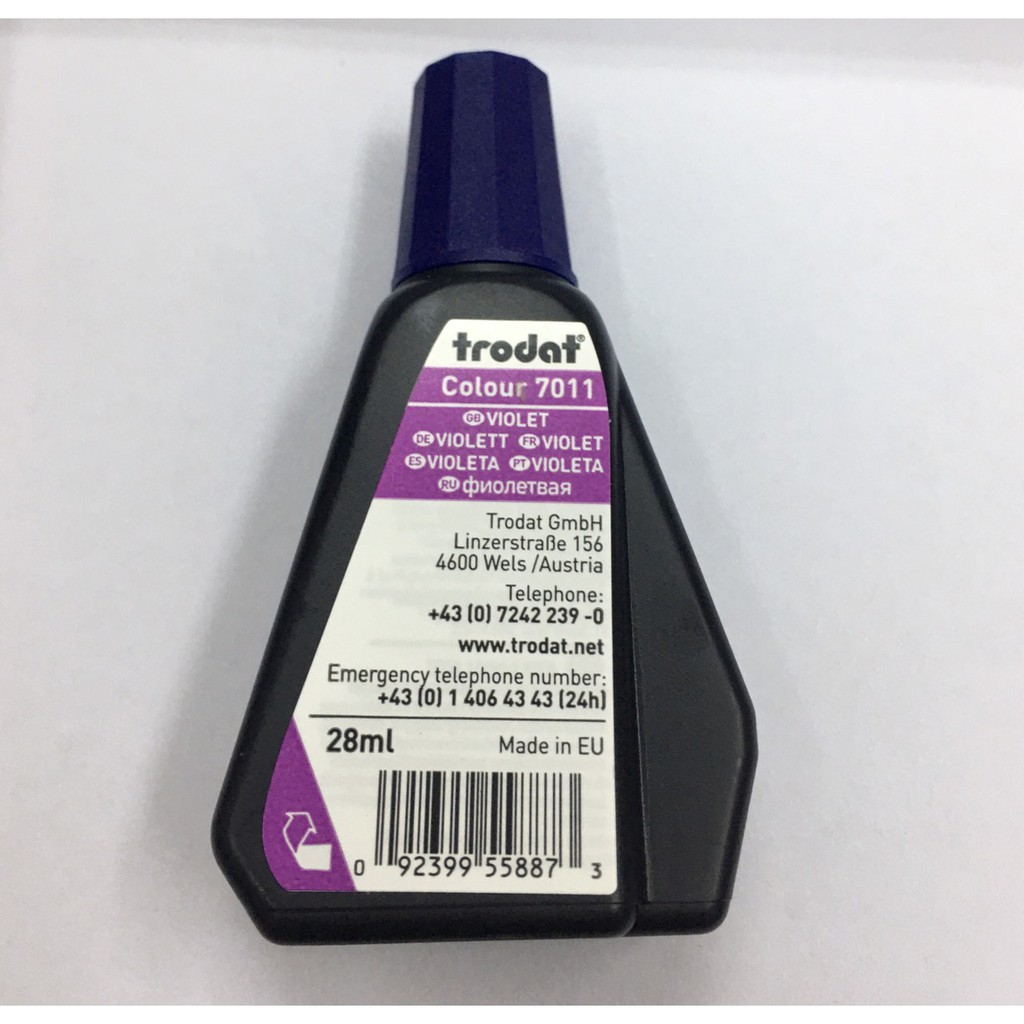 trodat®
Colour 7011
GB VIOLET
DE VIOLETT FR VIOLET
ES VIOLETA PT VIOLETA
RU фиолетвая
Trodat GmbH
Linzerstraße 156
4600 Wels /Austria
Telephone:
+43 (0) 7242 239 -0
www.trodat.net
Emergency telephone number:
+43 (0) 1 406 43 43 (24h)
28ml Made in EU
0 92399 55887 3